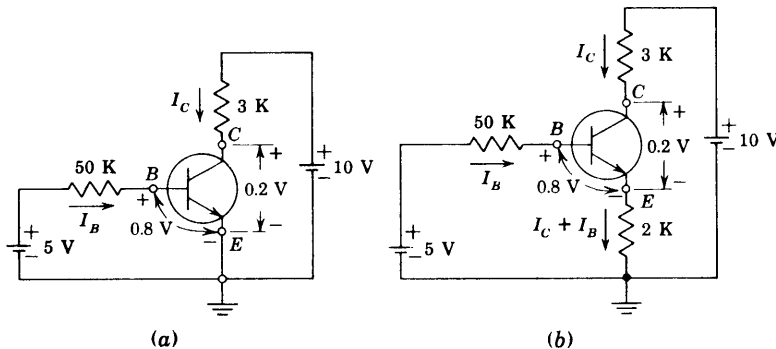 I_C
3 K
C
+
50 K
B
+
0.2 V
+
10 V
−
I_B
0.8 V
−
−
E
+
5 V
−
(a)
I_C
3 K
C
+
50 K
B
+
0.2 V
+
10 V
−
I_B
0.8 V
−
−
E
I_C + I_B
2 K
+
5 V
−
(b)